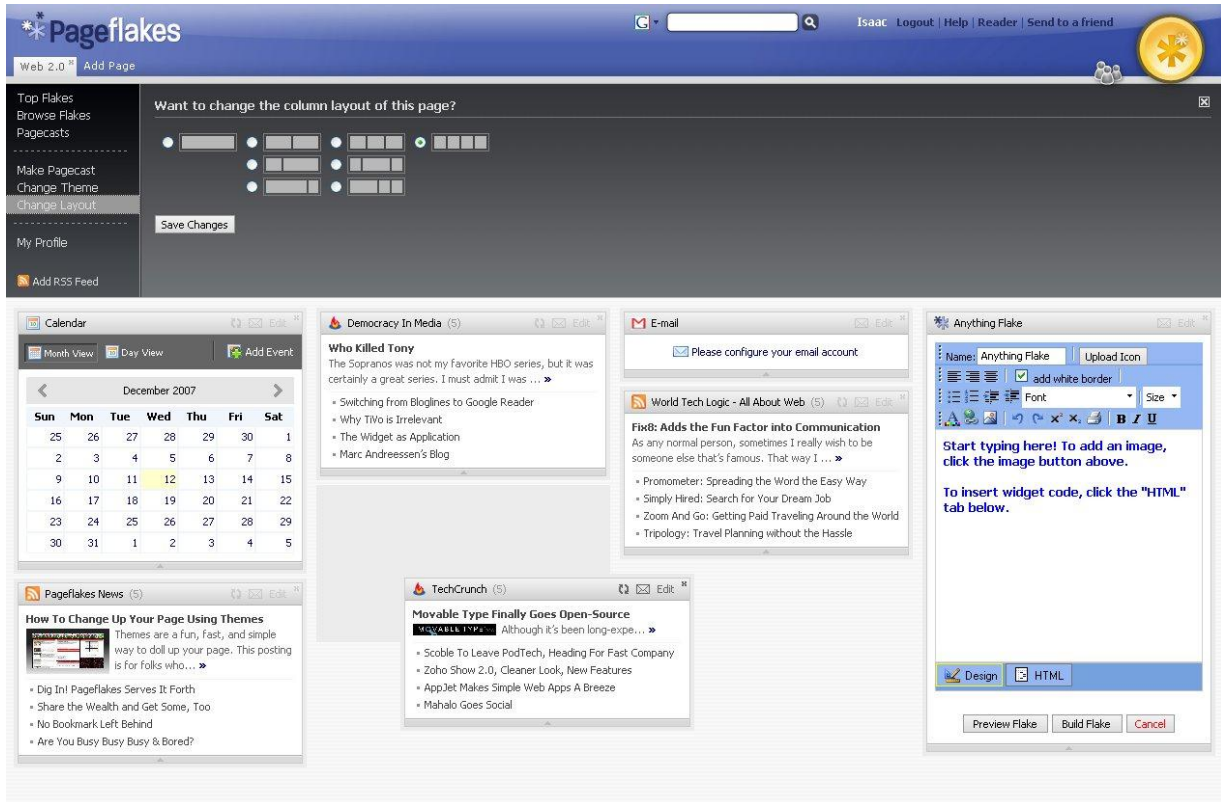 Pageflakes
Isaac Logout | Help | Reader | Send to a friend
Web 2.0 Add Page
Top Flakes
Browse Flakes
Pagecasts
Make Pagecast
Change Theme
Change Layout
My Profile
Add RSS Feed
Want to change the column layout of this page?
Save Changes
Calendar Edit
Month View Day View Add Event
December 2007
Sun Mon Tue Wed Thu Fri Sat
25 26 27 28 29 30 1
2 3 4 5 6 7 8
9 10 11 12 13 14 15
16 17 18 19 20 21 22
23 24 25 26 27 28 29
30 31 1 2 3 4 5
Pageflakes News (5) Edit
How To Change Up Your Page Using Themes
Themes are a fun, fast, and simple
way to doll up your page. This posting
is for folks who... »
Dig In! Pageflakes Serves It Forth
Share the Wealth and Get Some, Too
No Bookmark Left Behind
Are You Busy Busy Busy & Bored?
Democracy In Media (5) Edit
Who Killed Tony
The Sopranos was not my favorite HBO series, but it was
certainly a great series. I must admit I was ... »
Switching from Bloglines to Google Reader
Why TiVo is Irrelevant
The Widget as Application
Marc Andreessen's Blog
TechCrunch (5) Edit
Movable Type Finally Goes Open-Source
Although it's been long-expe... »
Scoble To Leave PodTech, Heading For Fast Company
Zoho Show 2.0, Cleaner Look, New Features
AppJet Makes Simple Web Apps A Breeze
Mahalo Goes Social
E-mail Edit
Please configure your email account
World Tech Logic - All About Web (5) Edit
Fix8: Adds the Fun Factor into Communication
As any normal person, sometimes I really wish to be
someone else that's famous. That way I ... »
Promometer: Spreading the Word the Easy Way
Simply Hired: Search for Your Dream Job
Zoom And Go: Getting Paid Traveling Around the World
Tripology: Travel Planning without the Hassle
Anything Flake Edit
Name: Anything Flake Upload Icon
add white border
Font Size
B I U
Start typing here! To add an image,
click the image button above.
To insert widget code, click the "HTML"
tab below.
Design HTML
Preview Flake Build Flake Cancel